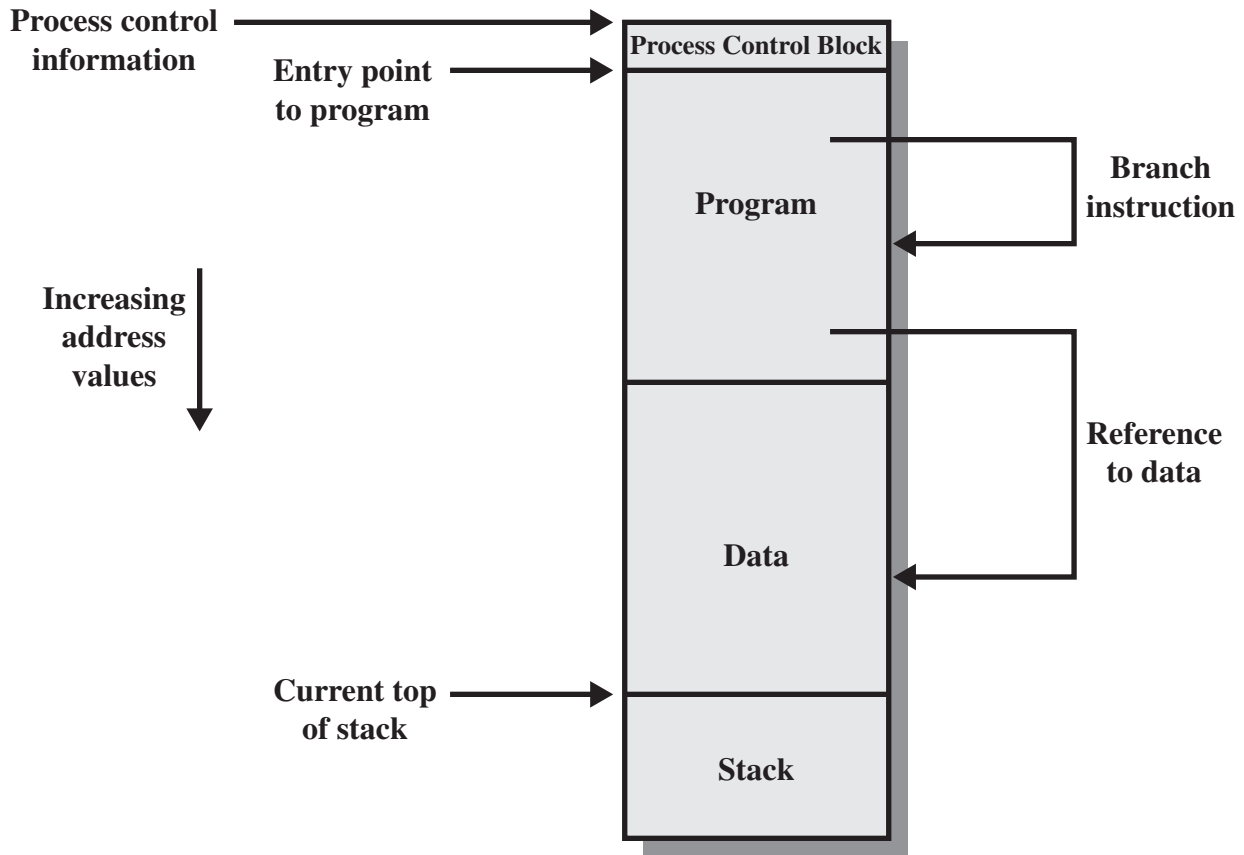 Process control
information
Process Control Block
Entry point
to program
Program
Branch
instruction
Increasing
address
values
Reference
to data
Data
Current top
of stack
Stack